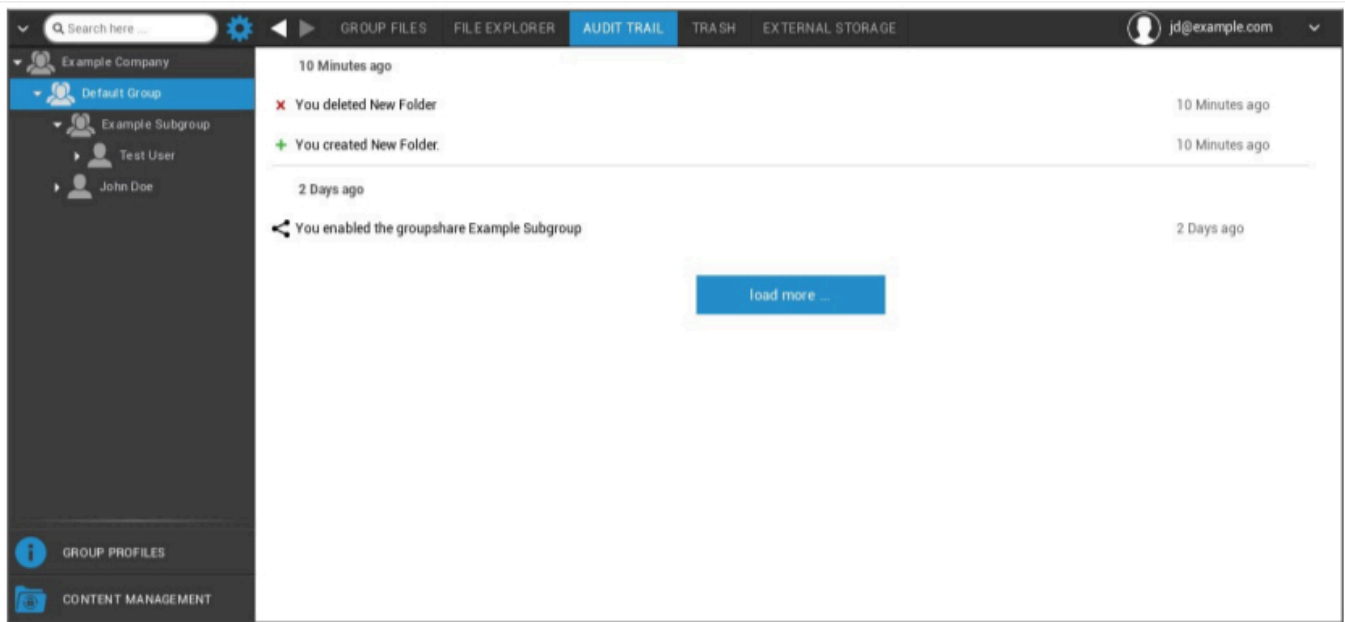 Search here ...
GROUP FILES FILE EXPLORER AUDIT TRAIL TRASH EXTERNAL STORAGE jd@example.com
Example Company
Default Group
Example Subgroup
Test User
John Doe
GROUP PROFILES
CONTENT MANAGEMENT
10 Minutes ago
You deleted New Folder 10 Minutes ago
You created New Folder. 10 Minutes ago
2 Days ago
You enabled the groupshare Example Subgroup 2 Days ago
load more ...